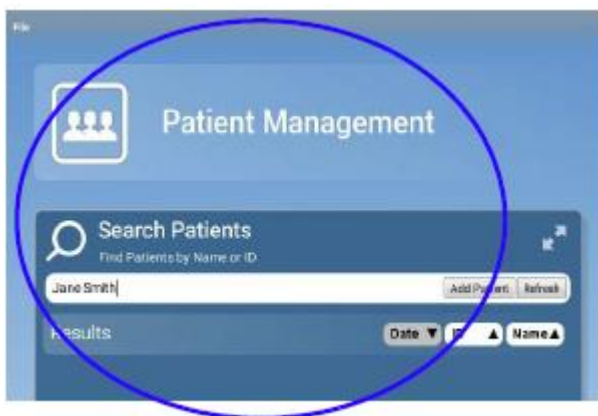 File
Patient Management
Search Patients
Find Patients by Name or ID
Jane Smith
Add Patient Refresh
Results Date ▼ ID ▲ Name▲